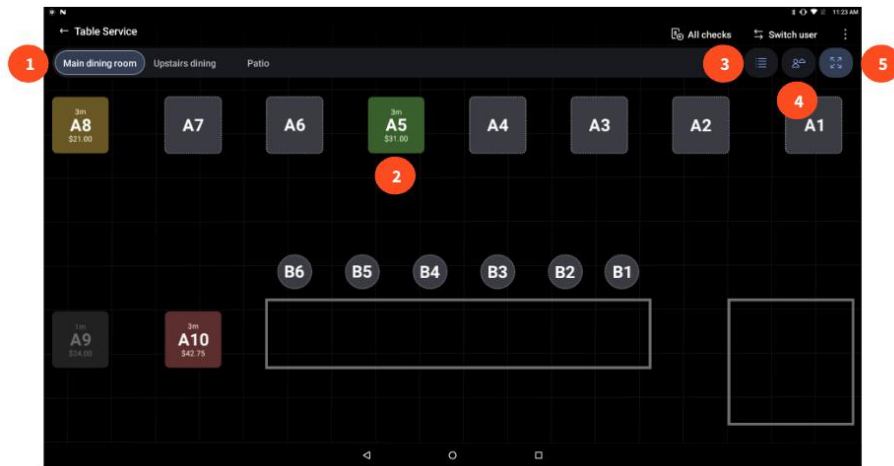 N 11:23 AM
← Table Service All checks Switch user
1 Main dining room Upstairs dining Patio 3 5
4
3m 3m
A8 A7 A6 A5 A4 A3 A2 A1
$21.00 $31.00
2
B6 B5 B4 B3 B2 B1
1m 3m
A9 A10
$24.00 $42.75